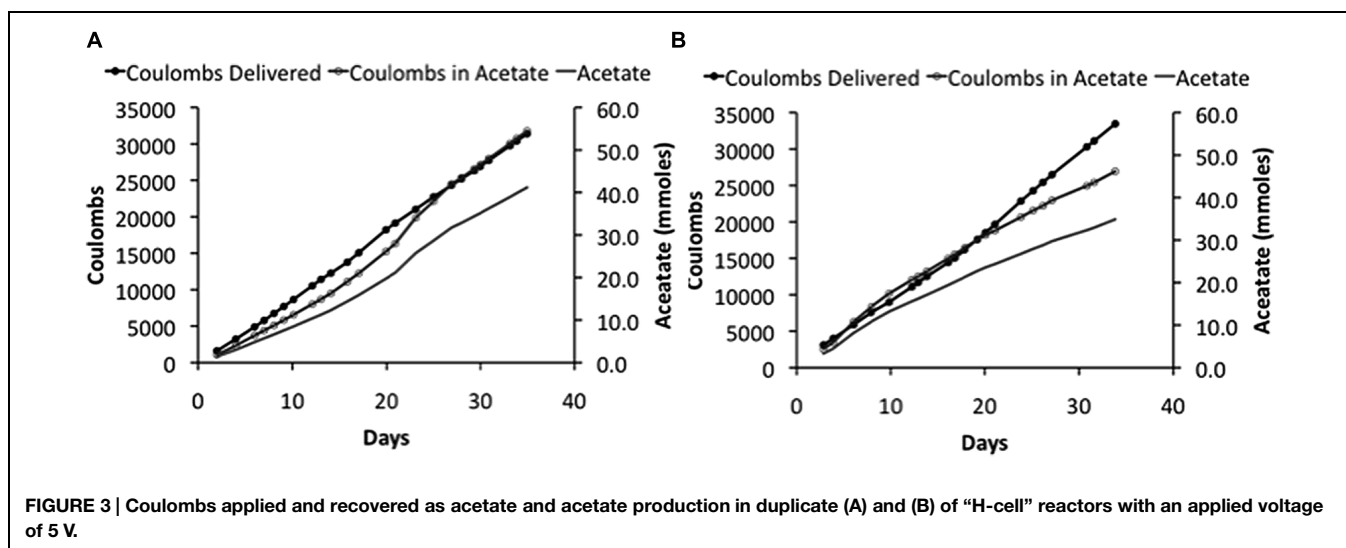 A
Coulombs Delivered Coulombs in Acetate Acetate
35000
30000
25000
20000
15000
10000
5000
0
Coulombs
60.0
50.0
40.0
30.0
20.0
10.0
0.0
Aceatate (mmoles)
0 10 20 30 40
Days
B
Coulombs Delivered Coulombs in Acetate Acetate
35000
30000
25000
20000
15000
10000
5000
0
Coulombs
60.0
50.0
40.0
30.0
20.0
10.0
0.0
Aceatate (mmoles)
0 10 20 30 40
Days
FIGURE 3 | Coulombs applied and recovered as acetate and acetate production in duplicate (A) and (B) of “H-cell” reactors with an applied voltage
of 5 V.